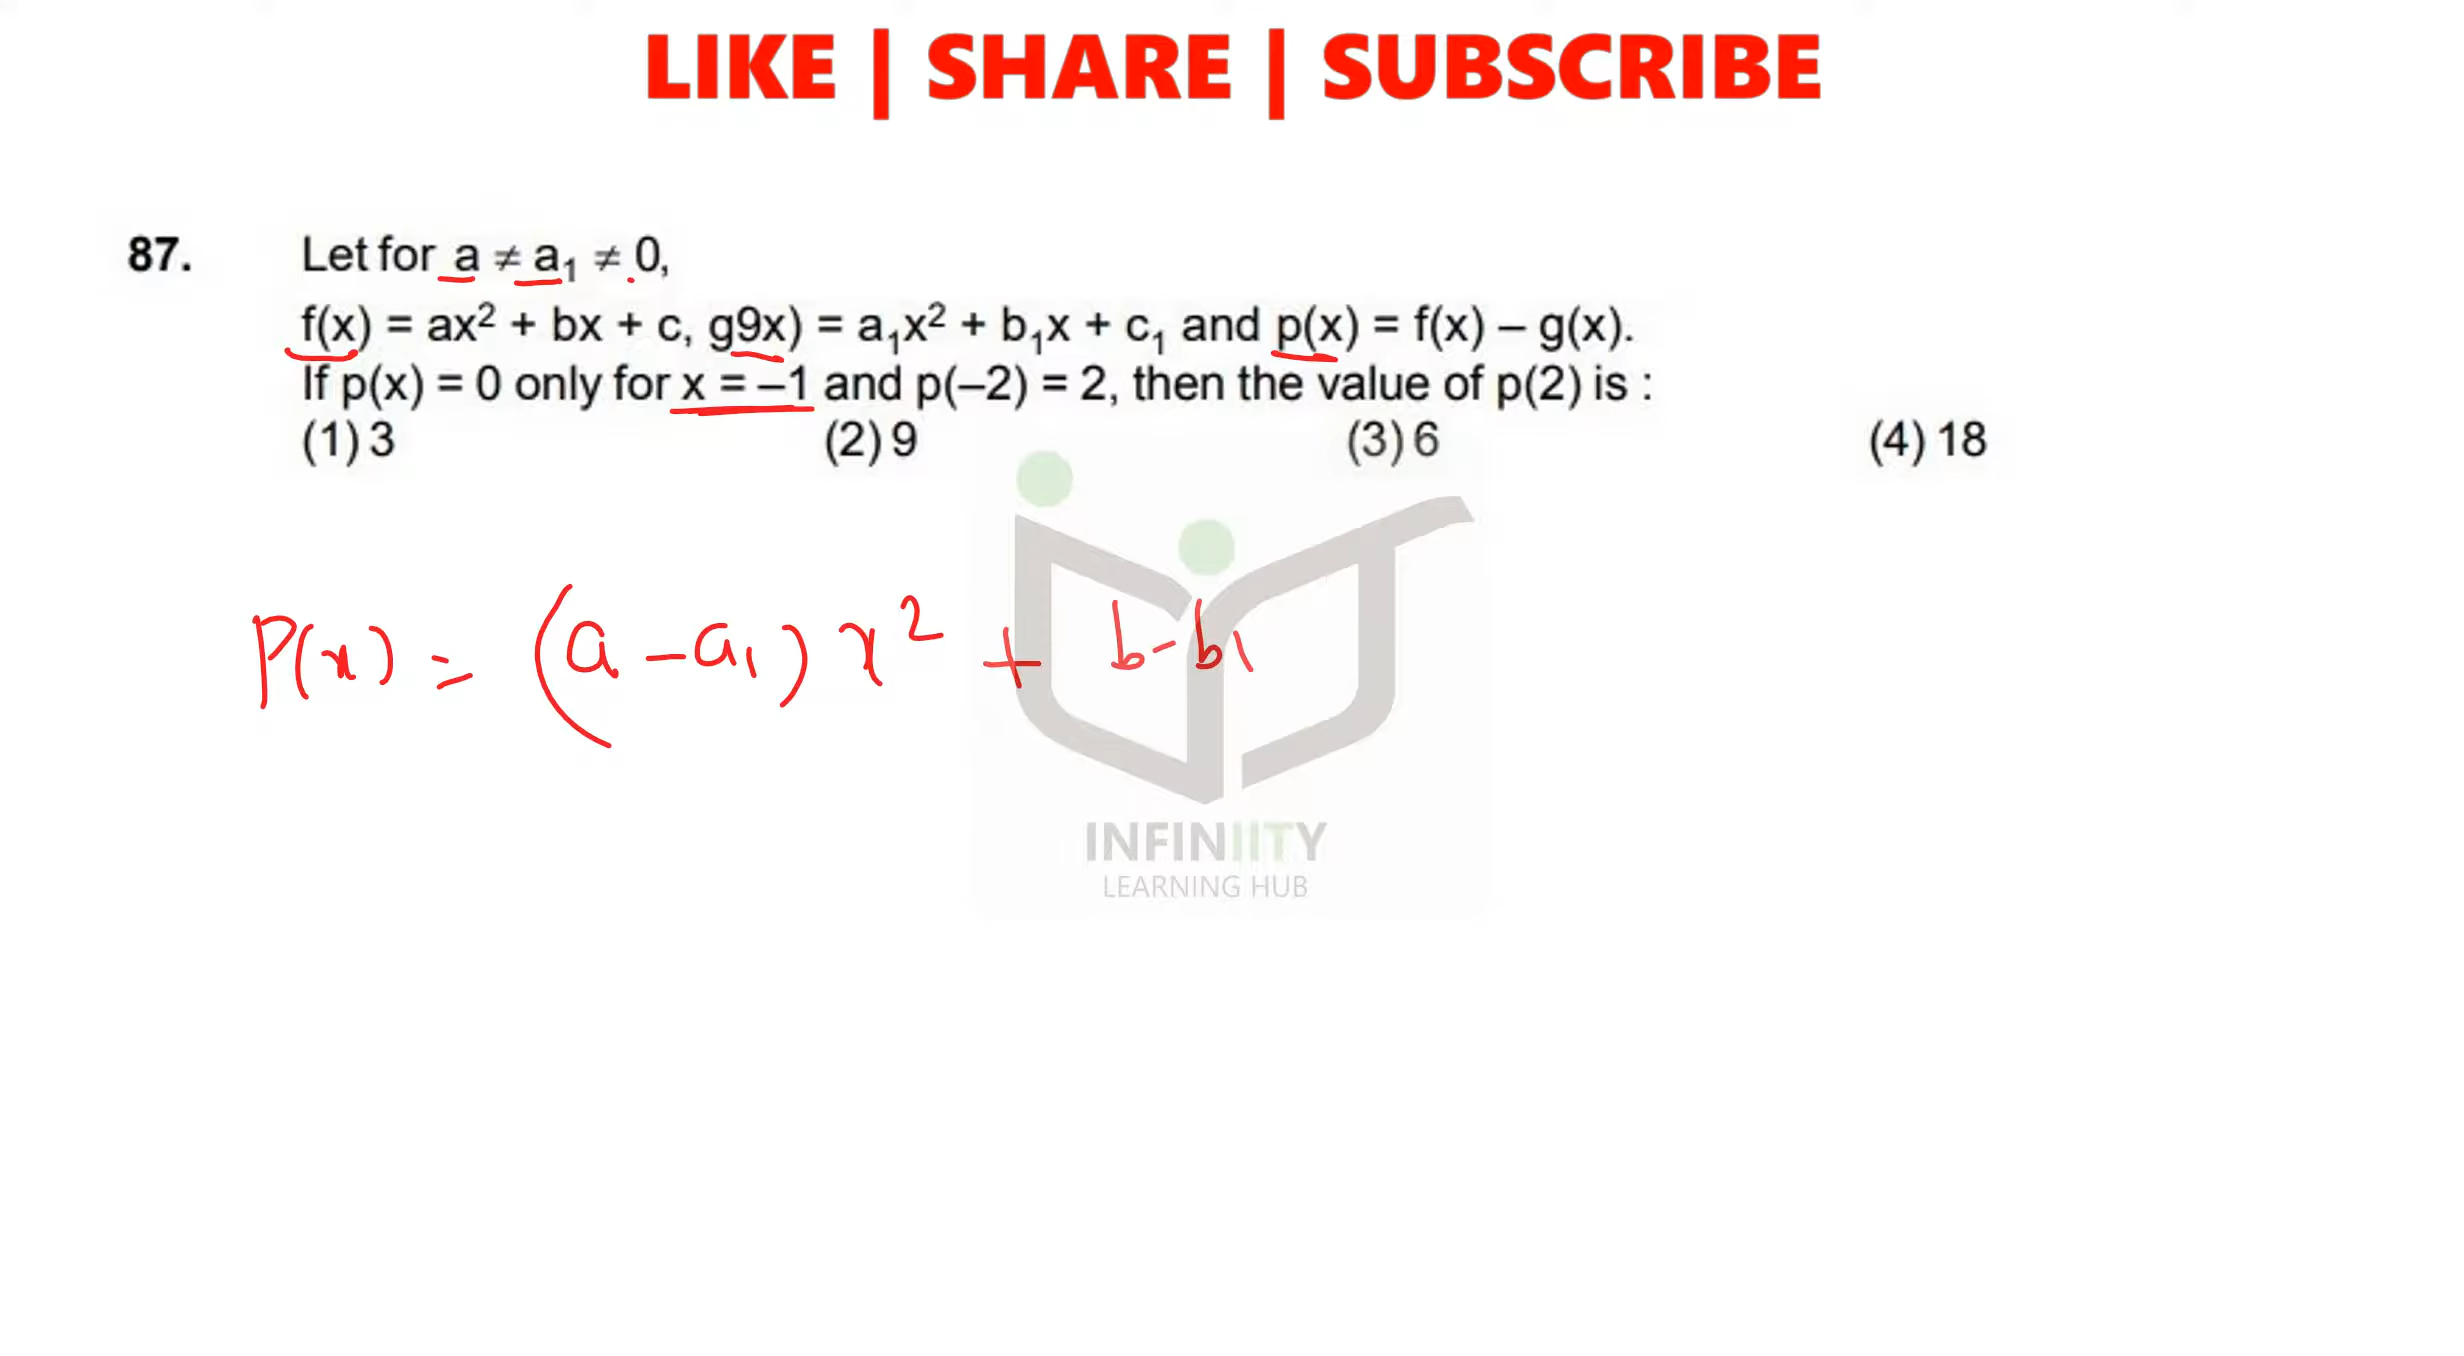 LIKE | SHARE | SUBSCRIBE
87. Let for a ≠ a₁ ≠ 0,
f(x) = ax² + bx + c, g9x) = a₁x² + b₁x + c₁ and p(x) = f(x) – g(x).
If p(x) = 0 only for x = –1 and p(–2) = 2, then the value of p(2) is :
(1) 3 (2) 9 (3) 6 (4) 18
P(x) = (a - a₁) x² + b - b₁
INFINIITY
LEARNING HUB